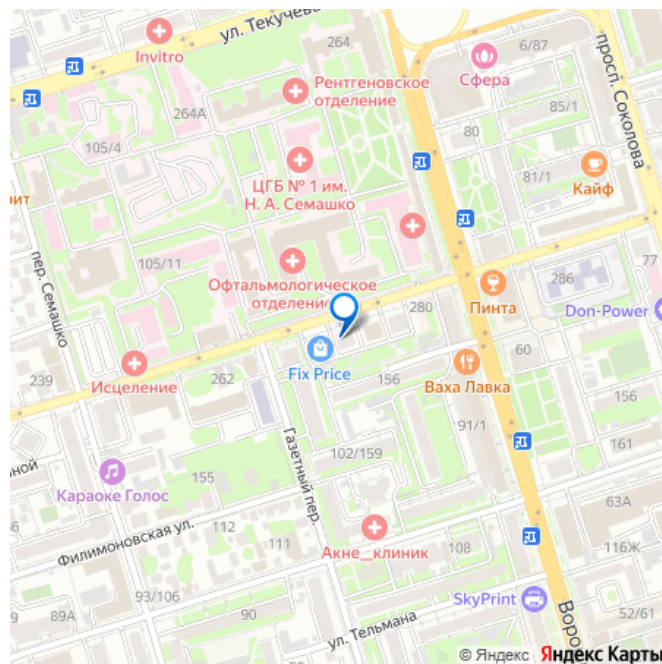 ул. Текучева
Invitro
264
6/87
Сфера
просп. Соколова
Рентгеновское
отделение
264А
85/1
80
105/4
ЦГБ № 1 им.
Н. А. Семашко
81/1
Кайф
рит
пер. Семашко
105/11
Офтальмологическое
отделение
280
Пинта
286
77
Don-Power
Fix Price
60
Исцеление
239
262
156
Ваха Лавка
156
91/1
161
Газетный пер.
102/159
ной
155
Караоке Голос
63А
Филимоновская ул.
112
111
Акне_клиник
108
116Ж
93/106
SkyPrint
89А
90
52/61
ул. Тельмана
Воро
© Яндекс Яндекс Карты